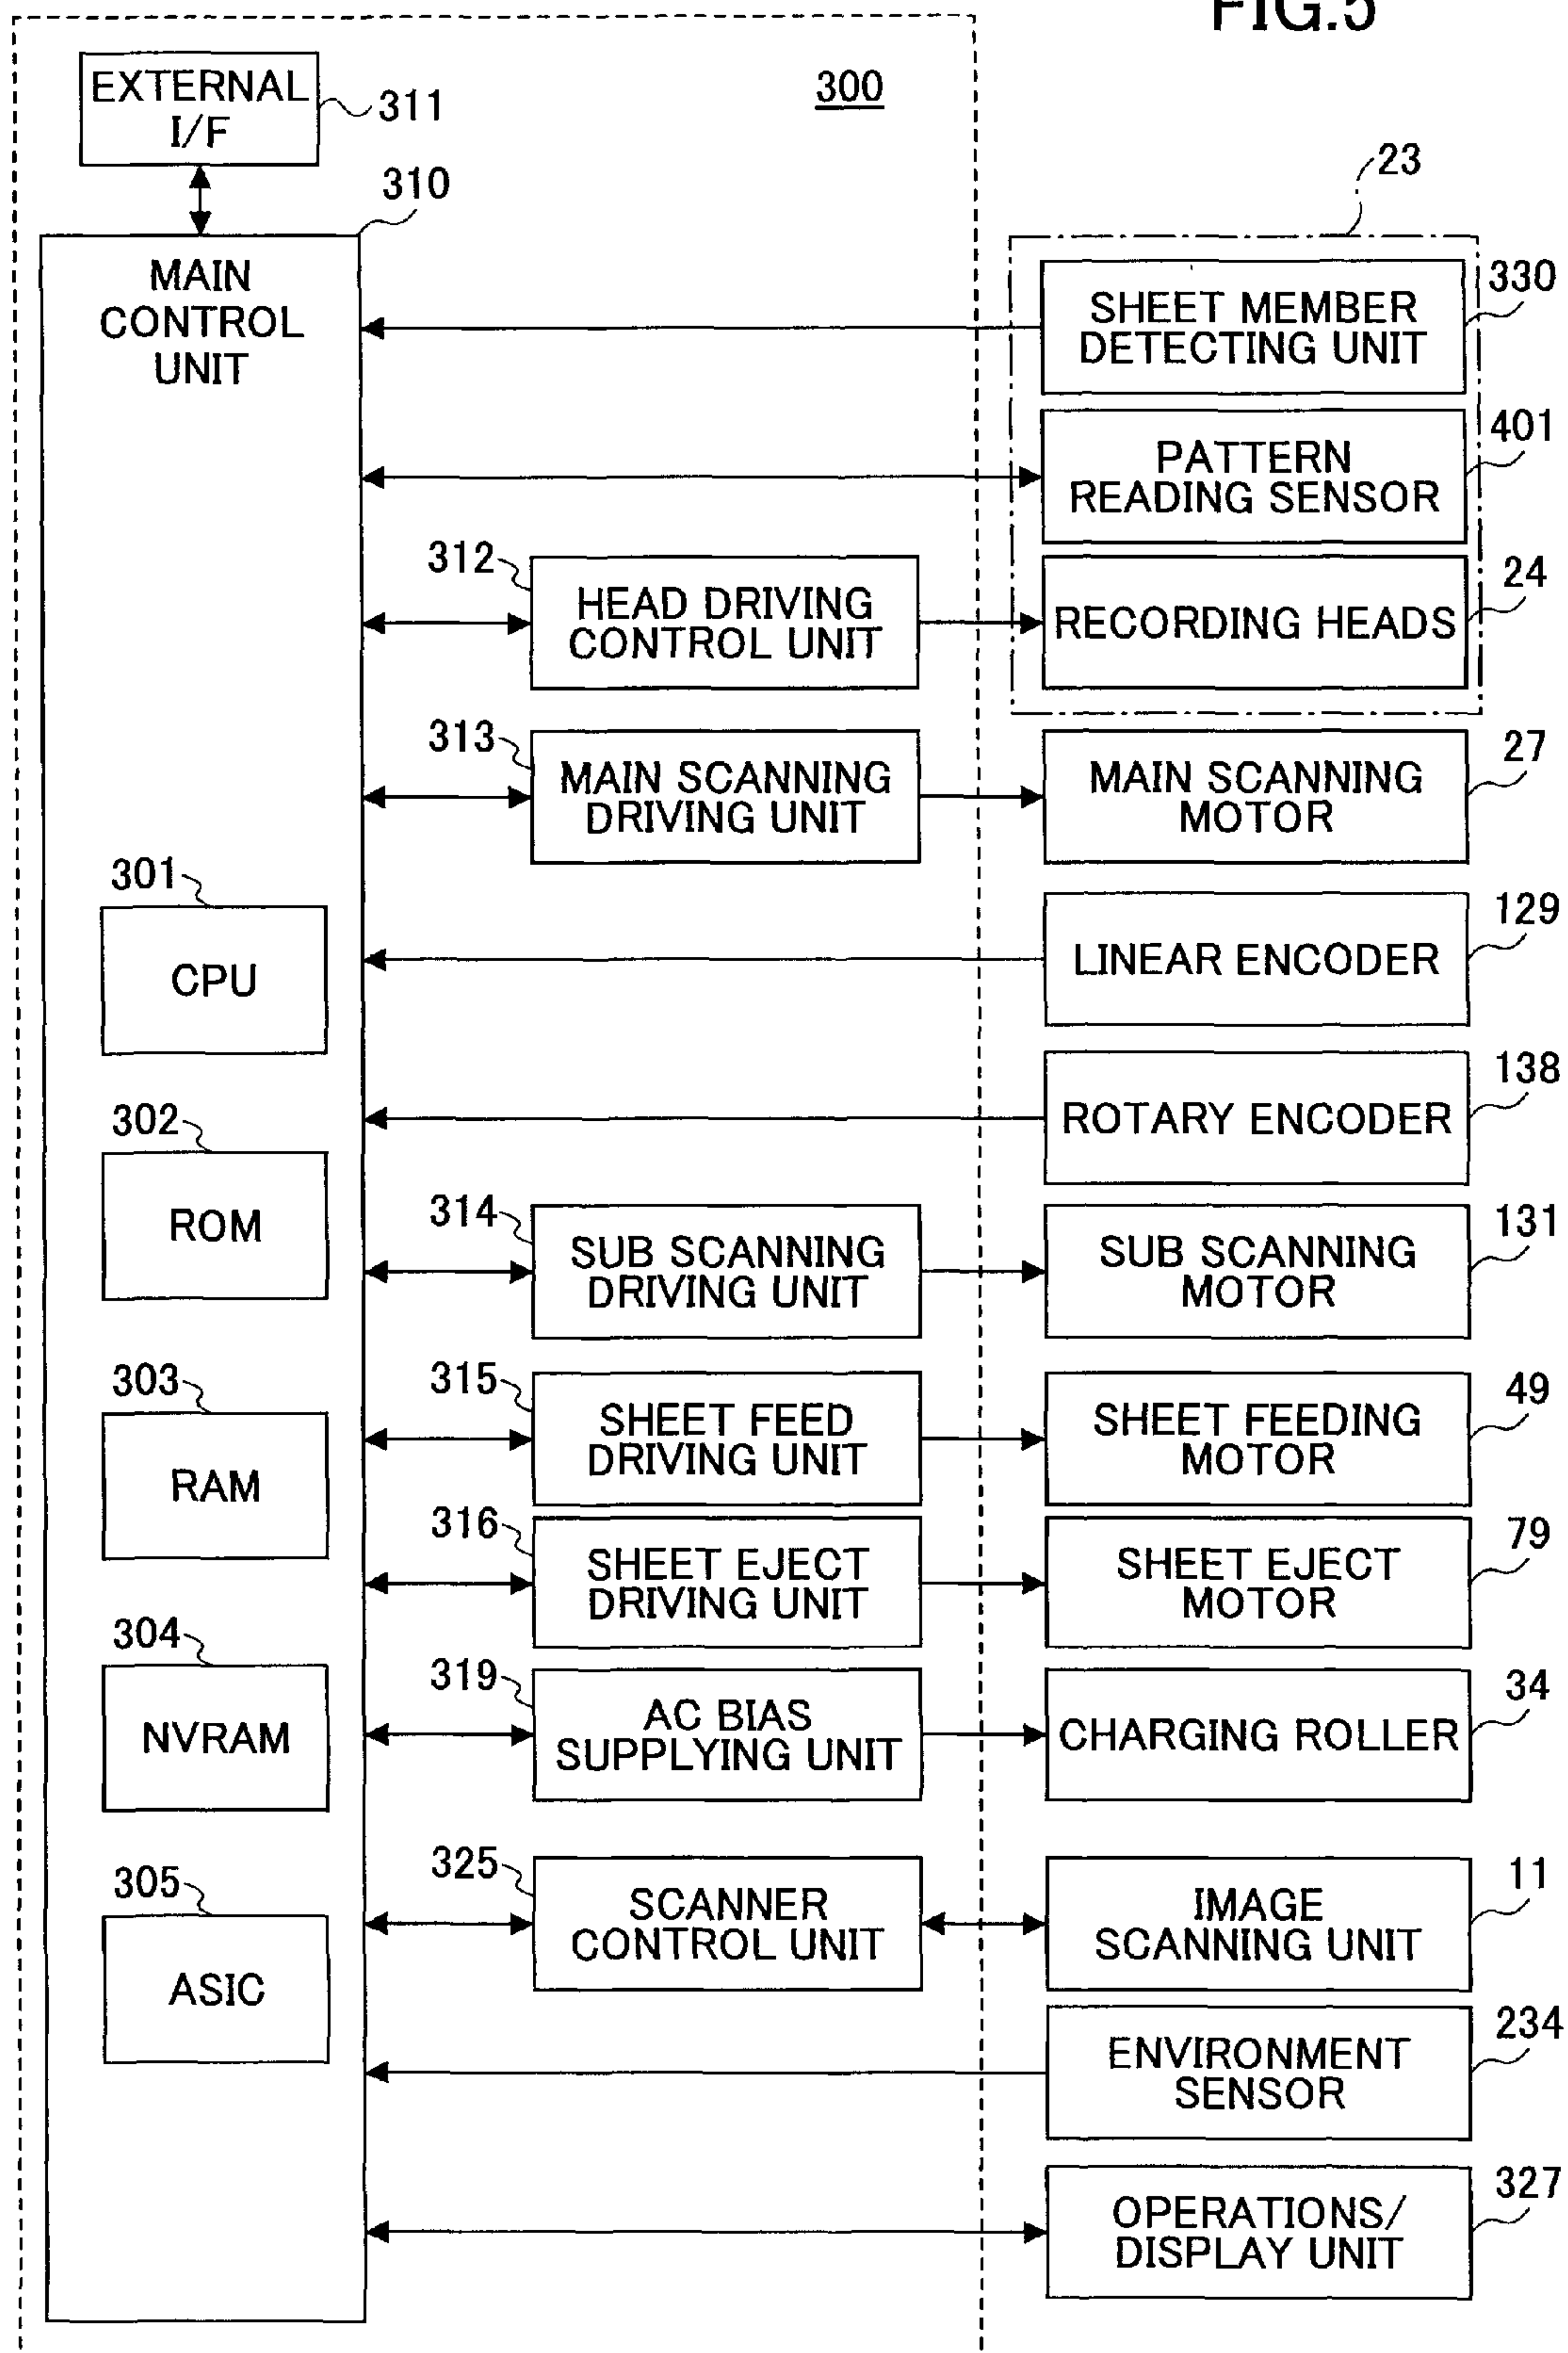 FIG.5
300
EXTERNAL
I/F
311
310
MAIN
CONTROL
UNIT
23
SHEET MEMBER
DETECTING UNIT
330
PATTERN
READING SENSOR
401
312
HEAD DRIVING
CONTROL UNIT
RECORDING HEADS
24
313
MAIN SCANNING
DRIVING UNIT
MAIN SCANNING
MOTOR
27
301
CPU
LINEAR ENCODER
129
ROTARY ENCODER
138
302
ROM
314
SUB SCANNING
DRIVING UNIT
SUB SCANNING
MOTOR
131
303
RAM
315
SHEET FEED
DRIVING UNIT
SHEET FEEDING
MOTOR
49
316
SHEET EJECT
DRIVING UNIT
SHEET EJECT
MOTOR
79
304
NVRAM
319
AC BIAS
SUPPLYING UNIT
CHARGING ROLLER
34
305
ASIC
325
SCANNER
CONTROL UNIT
IMAGE
SCANNING UNIT
11
ENVIRONMENT
SENSOR
234
OPERATIONS/
DISPLAY UNIT
327